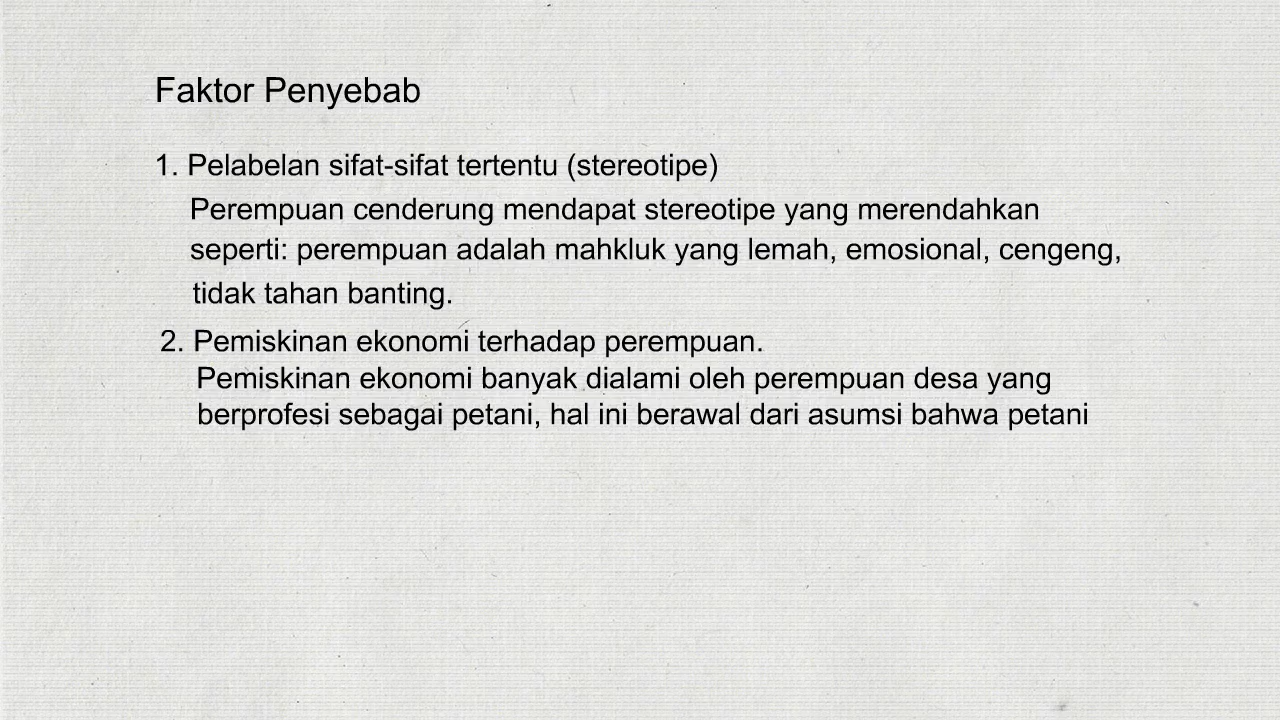 Faktor Penyebab
1. Pelabelan sifat-sifat tertentu (stereotipe)
Perempuan cenderung mendapat stereotipe yang merendahkan
seperti: perempuan adalah mahkluk yang lemah, emosional, cengeng,
tidak tahan banting.
2. Pemiskinan ekonomi terhadap perempuan.
Pemiskinan ekonomi banyak dialami oleh perempuan desa yang
berprofesi sebagai petani, hal ini berawal dari asumsi bahwa petani